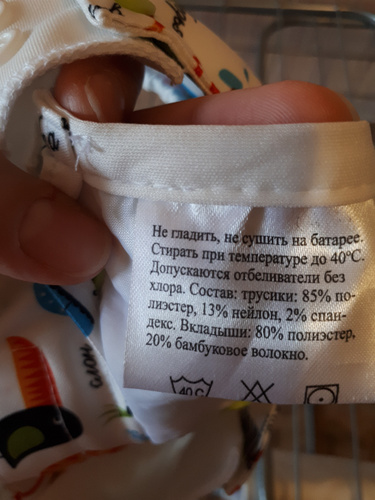 Не гладить, не сушить на батарее.
Стирать при температуре до 40°C.
Допускаются отбеливатели без
хлора. Состав: трусики: 85% по-
лиэстер, 13% нейлон, 2% спан-
декс. Вкладыши: 80% полиэстер,
20% бамбуковое волокно.
40 C
слон